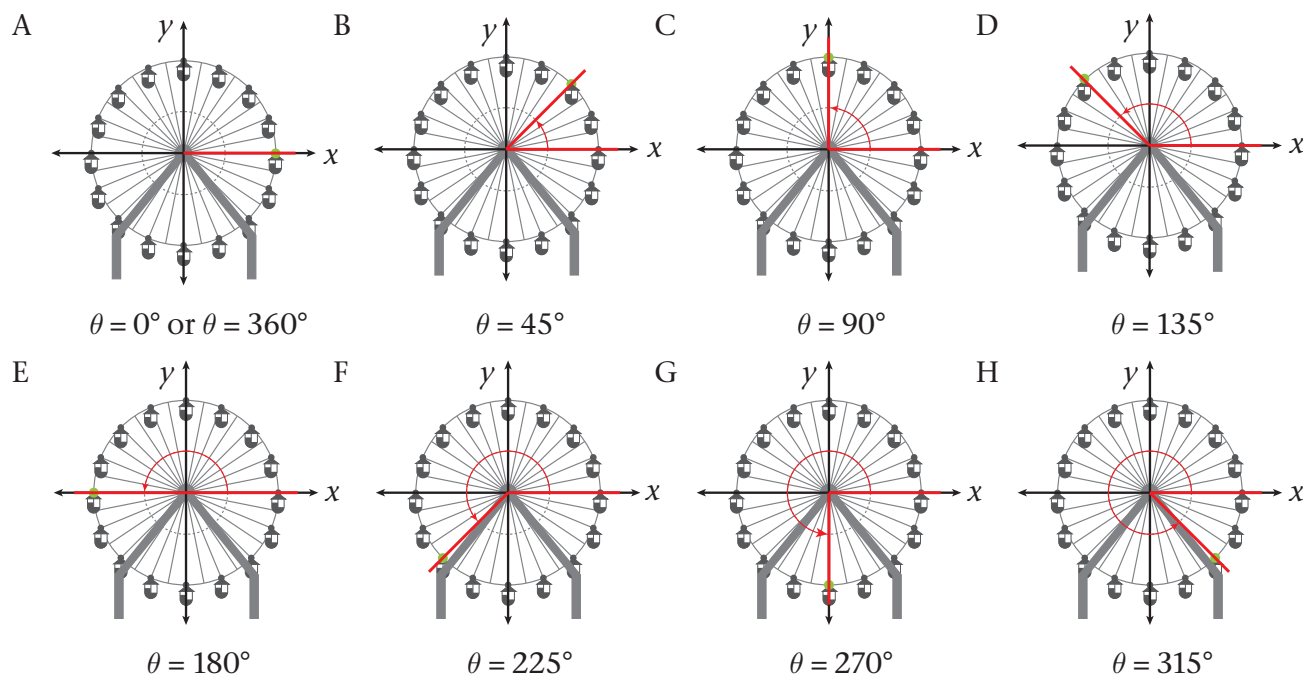 A B C D
y y y y
x x x x
θ = 0° or θ = 360° θ = 45° θ = 90° θ = 135°
E F G H
y y y y
x x x x
θ = 180° θ = 225° θ = 270° θ = 315°